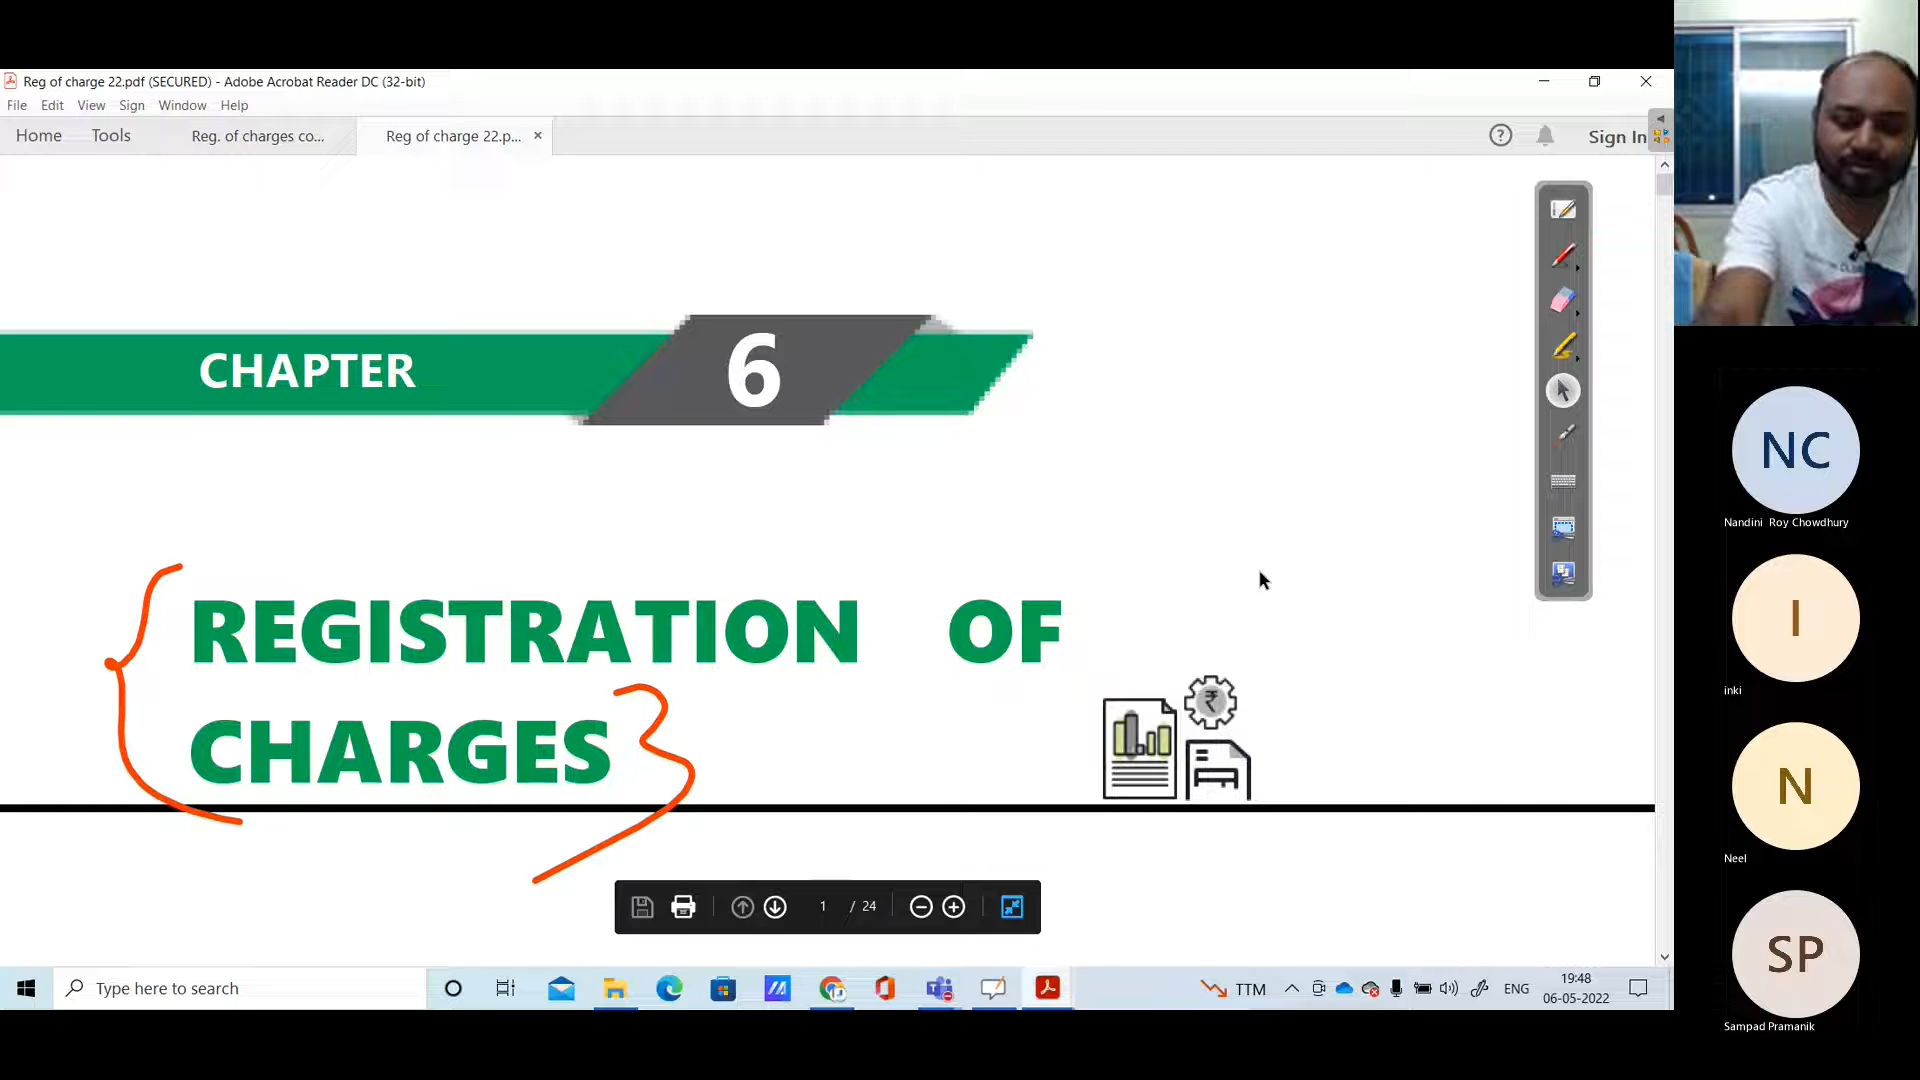 Reg of charge 22.pdf (SECURED) - Adobe Acrobat Reader DC (32-bit)
File Edit View Sign Window Help
Home Tools Reg. of charges co... Reg of charge 22.p... Sign In
CHAPTER 6
REGISTRATION OF
CHARGES
1 / 24
Type here to search
TTM
ENG
19:48
06-05-2022
NC
Nandini Roy Chowdhury
I
inki
N
Neel
SP
Sampad Pramanik